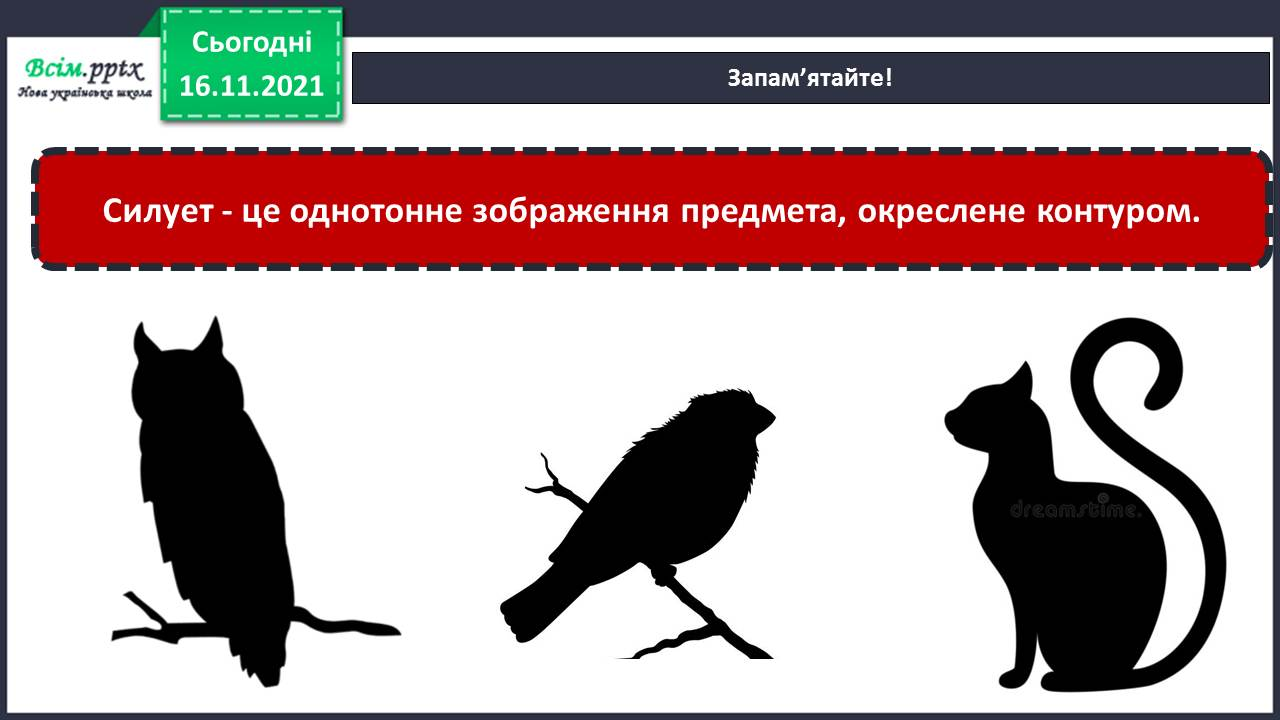 Сьогодні
16.11.2021
Всім.pptx
Нова українська школа
Запам’ятайте!
Силует - це однотонне зображення предмета, окреслене контуром.
dreamstime.